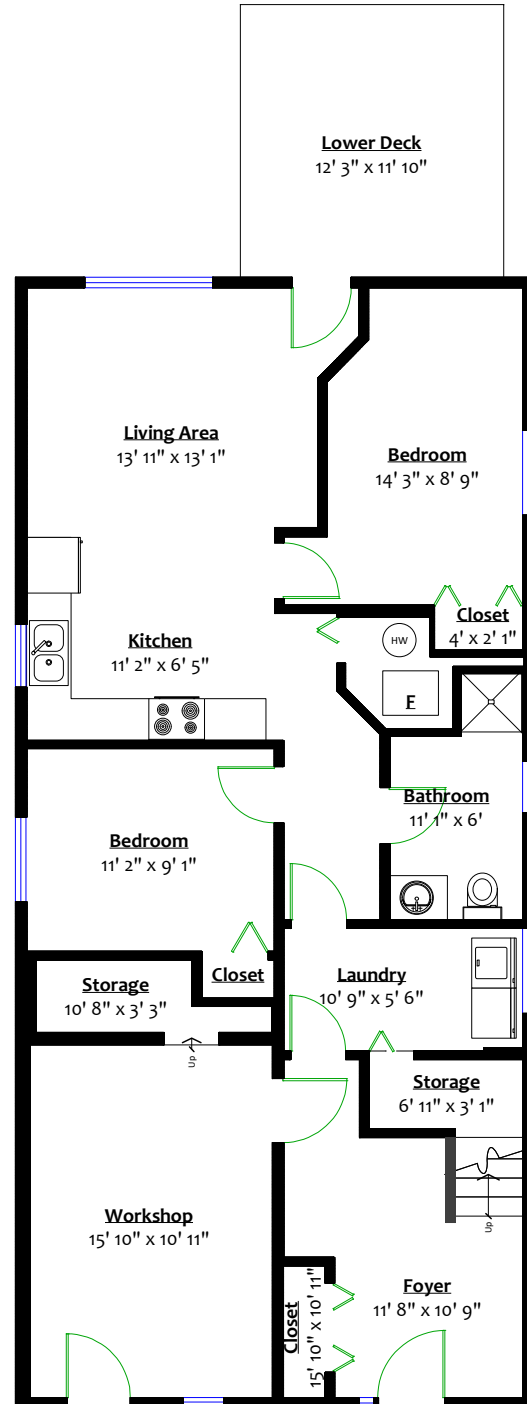 Lower Deck
12' 3" x 11' 10"
Living Area
13' 11" x 13' 1"
Bedroom
14' 3" x 8' 9"
Closet
4' x 2' 1"
HW
Kitchen
11' 2" x 6' 5"
F
Bathroom
11' 1" x 6'
Bedroom
11' 2" x 9' 1"
Closet
Laundry
10' 9" x 5' 6"
Storage
10' 8" x 3' 3"
Up
Storage
6' 11" x 3' 1"
Up
Workshop
15' 10" x 10' 11"
Closet
15' 10" x 10' 11"
Foyer
11' 8" x 10' 9"